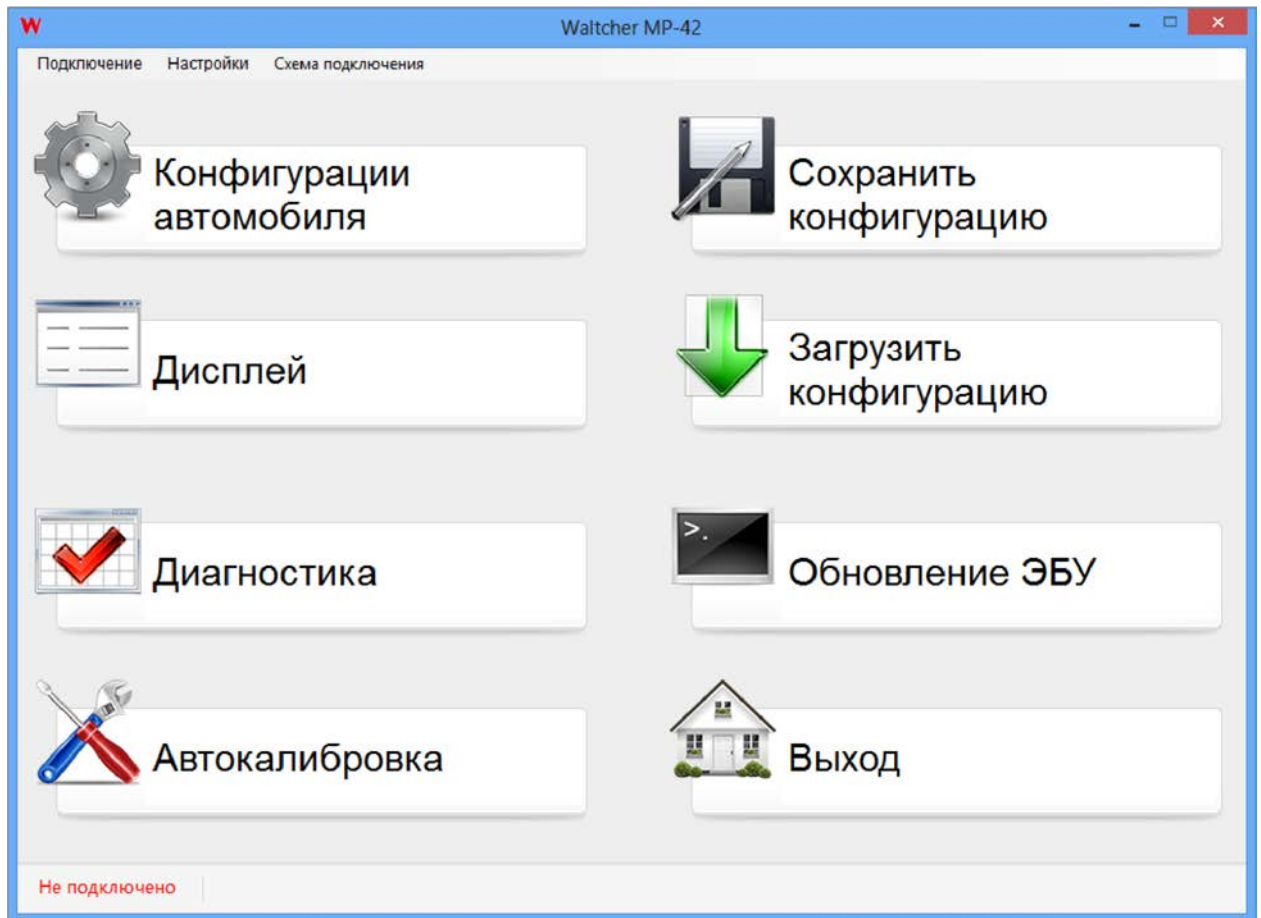 Waltcher MP-42
Подключение Настройки Схема подключения
Конфигурации
автомобиля
Сохранить
конфигурацию
Дисплей
Загрузить
конфигурацию
Диагностика
>.
Обновление ЭБУ
Автокалибровка
Выход
Не подключено